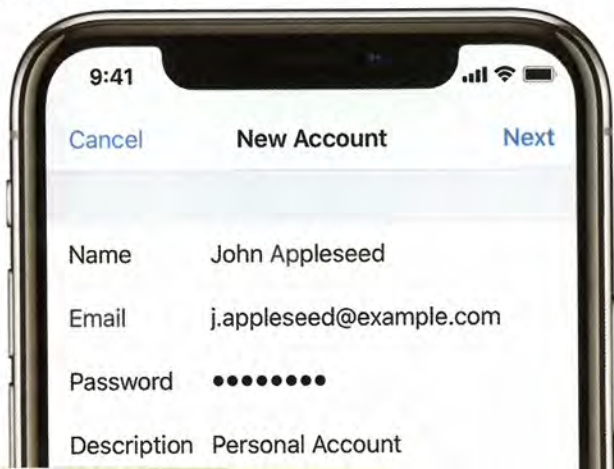 9:41
Cancel New Account Next
Name John Appleseed
Email j.appleseed@example.com
Password ●●●●●●●●
Description Personal Account